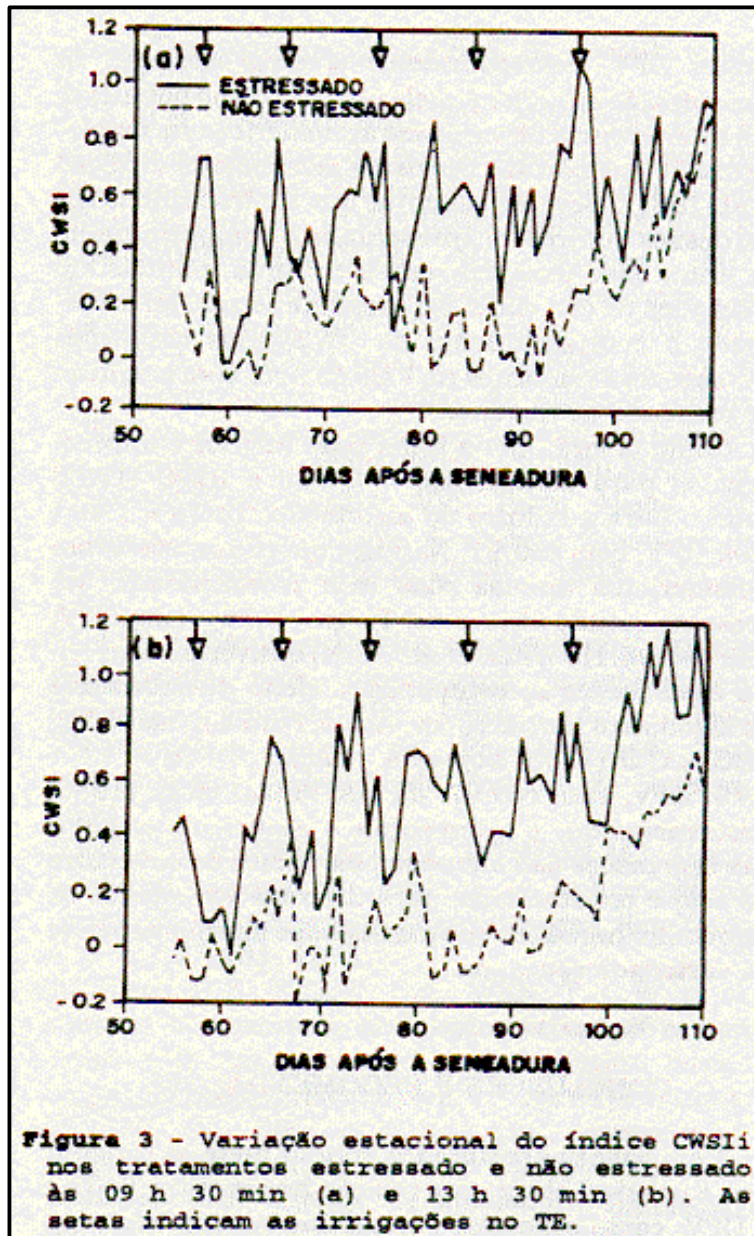 1.2
(a)
ESTRESSADO
NÃO ESTRESSADO
1.0
0.8
0.6
0.4
0.2
0
-0.2
CWSI
50 60 70 80 90 100 110
DIAS APÓS A SEMEADURA
1.2
(b)
1.0
0.8
0.6
0.4
0.2
0
-0.2
CWSI
50 60 70 80 90 100 110
DIAS APÓS A SEMEADURA
Figura 3 - Variação estacional do índice CWSIi
nos tratamentos estressado e não estressado
às 09 h 30 min (a) e 13 h 30 min (b). As
setas indicam as irrigações no TE.